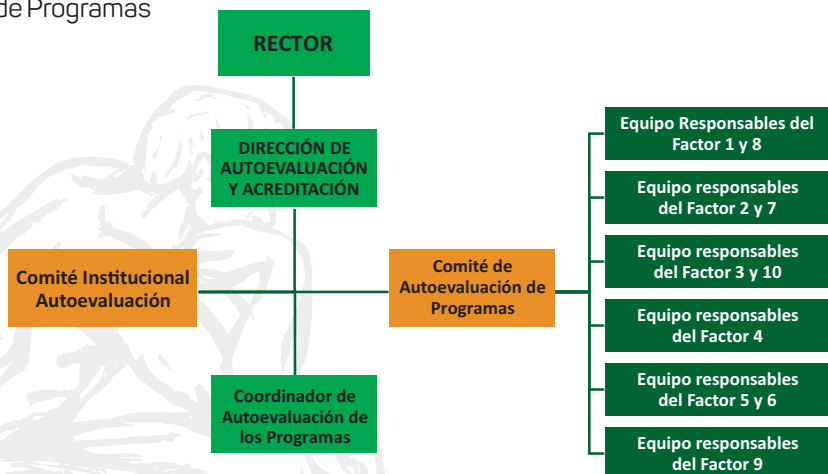 de Programas
RECTOR
DIRECCIÓN DE
AUTOEVALUACIÓN
Y ACREDITACIÓN
Comité Institucional
Autoevaluación
Comité de
Autoevaluación de
Programas
Coordinador de
Autoevaluación de
los Programas
Equipo Responsables del
Factor 1 y 8
Equipo responsables
del Factor 2 y 7
Equipo responsables
del Factor 3 y 10
Equipo responsables
del Factor 4
Equipo responsables
del Factor 5 y 6
Equipo responsables
del Factor 9